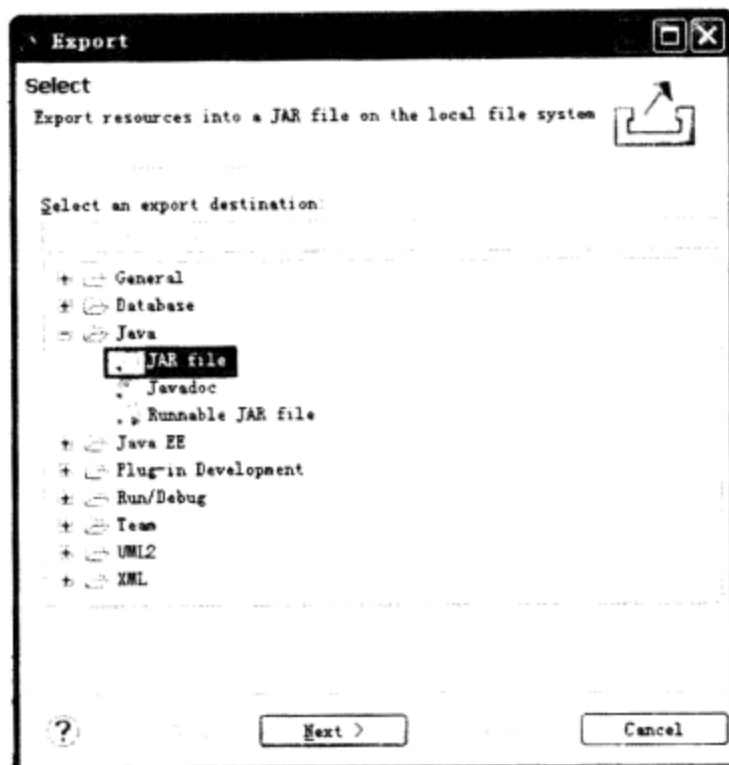 Export
Select
Export resources into a JAR file on the local file system
Select an export destination:
General
Database
Java
JAR file
Javadoc
Runnable JAR file
Java EE
Plug-in Development
Run/Debug
Team
UML2
XML
?
Next >
Cancel